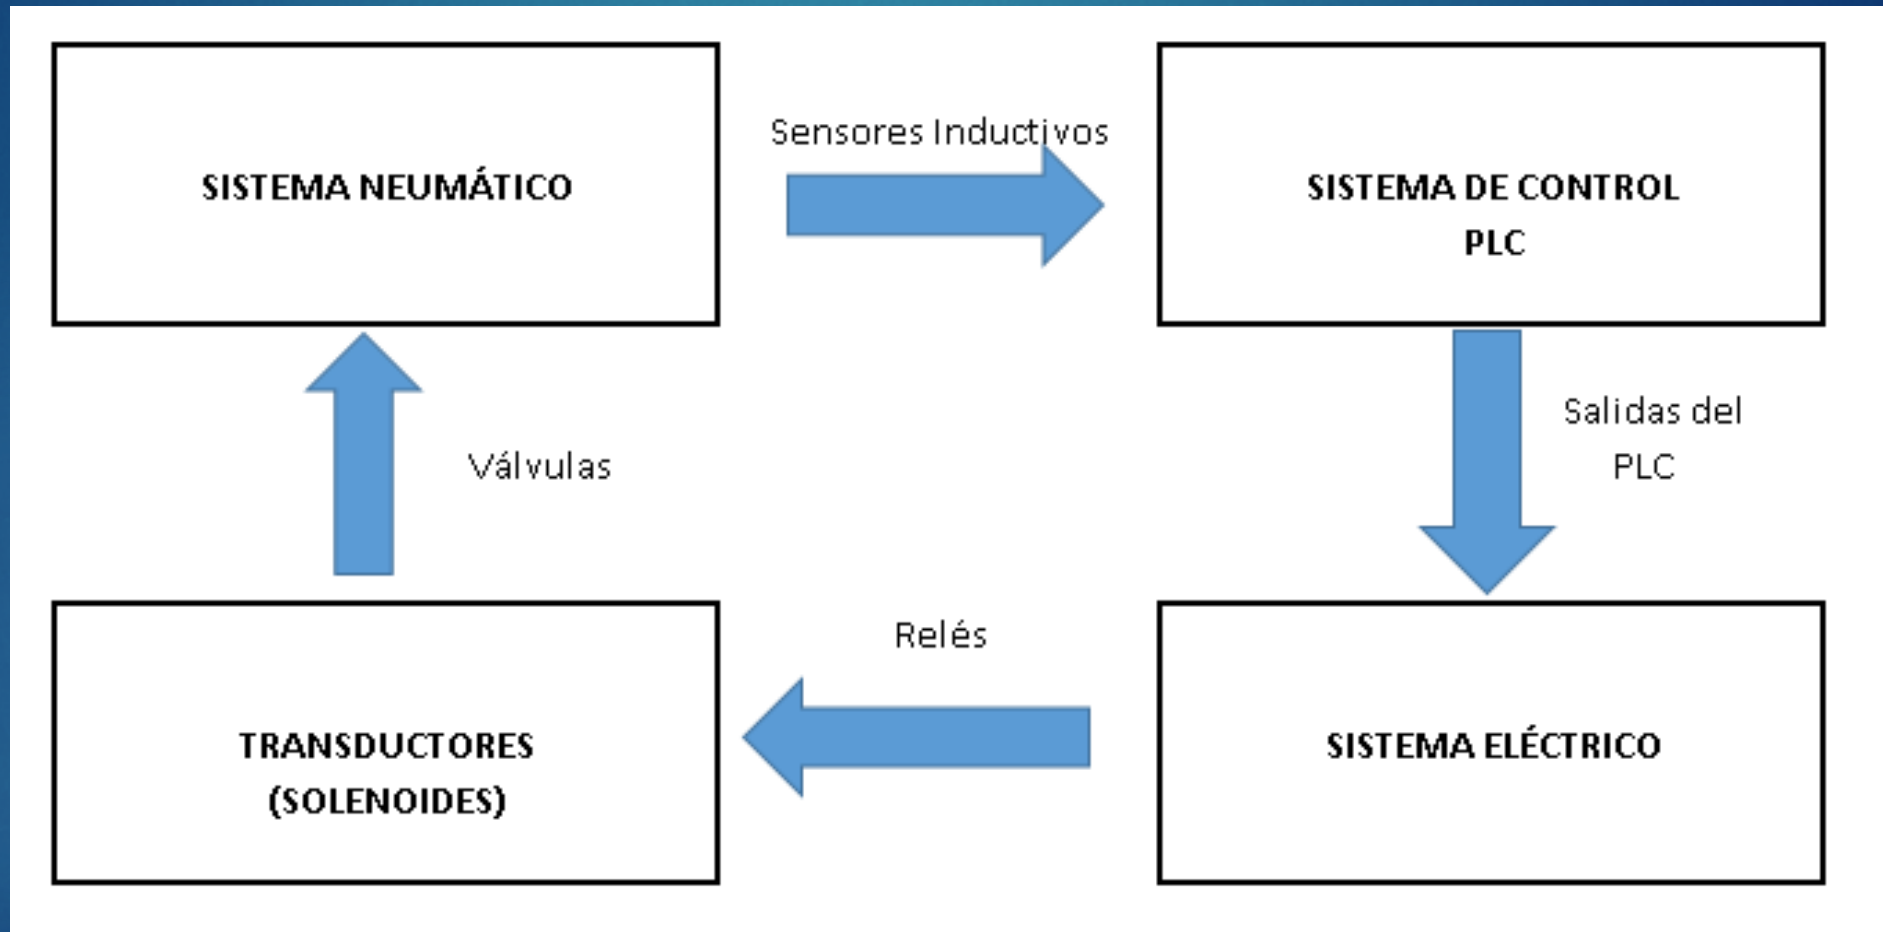 Sensores Inductivos
SISTEMA NEUMÁTICO
SISTEMA DE CONTROL
PLC
Válvulas
Salidas del
PLC
Relés
TRANSDUCTORES
(SOLENOIDES)
SISTEMA ELÉCTRICO